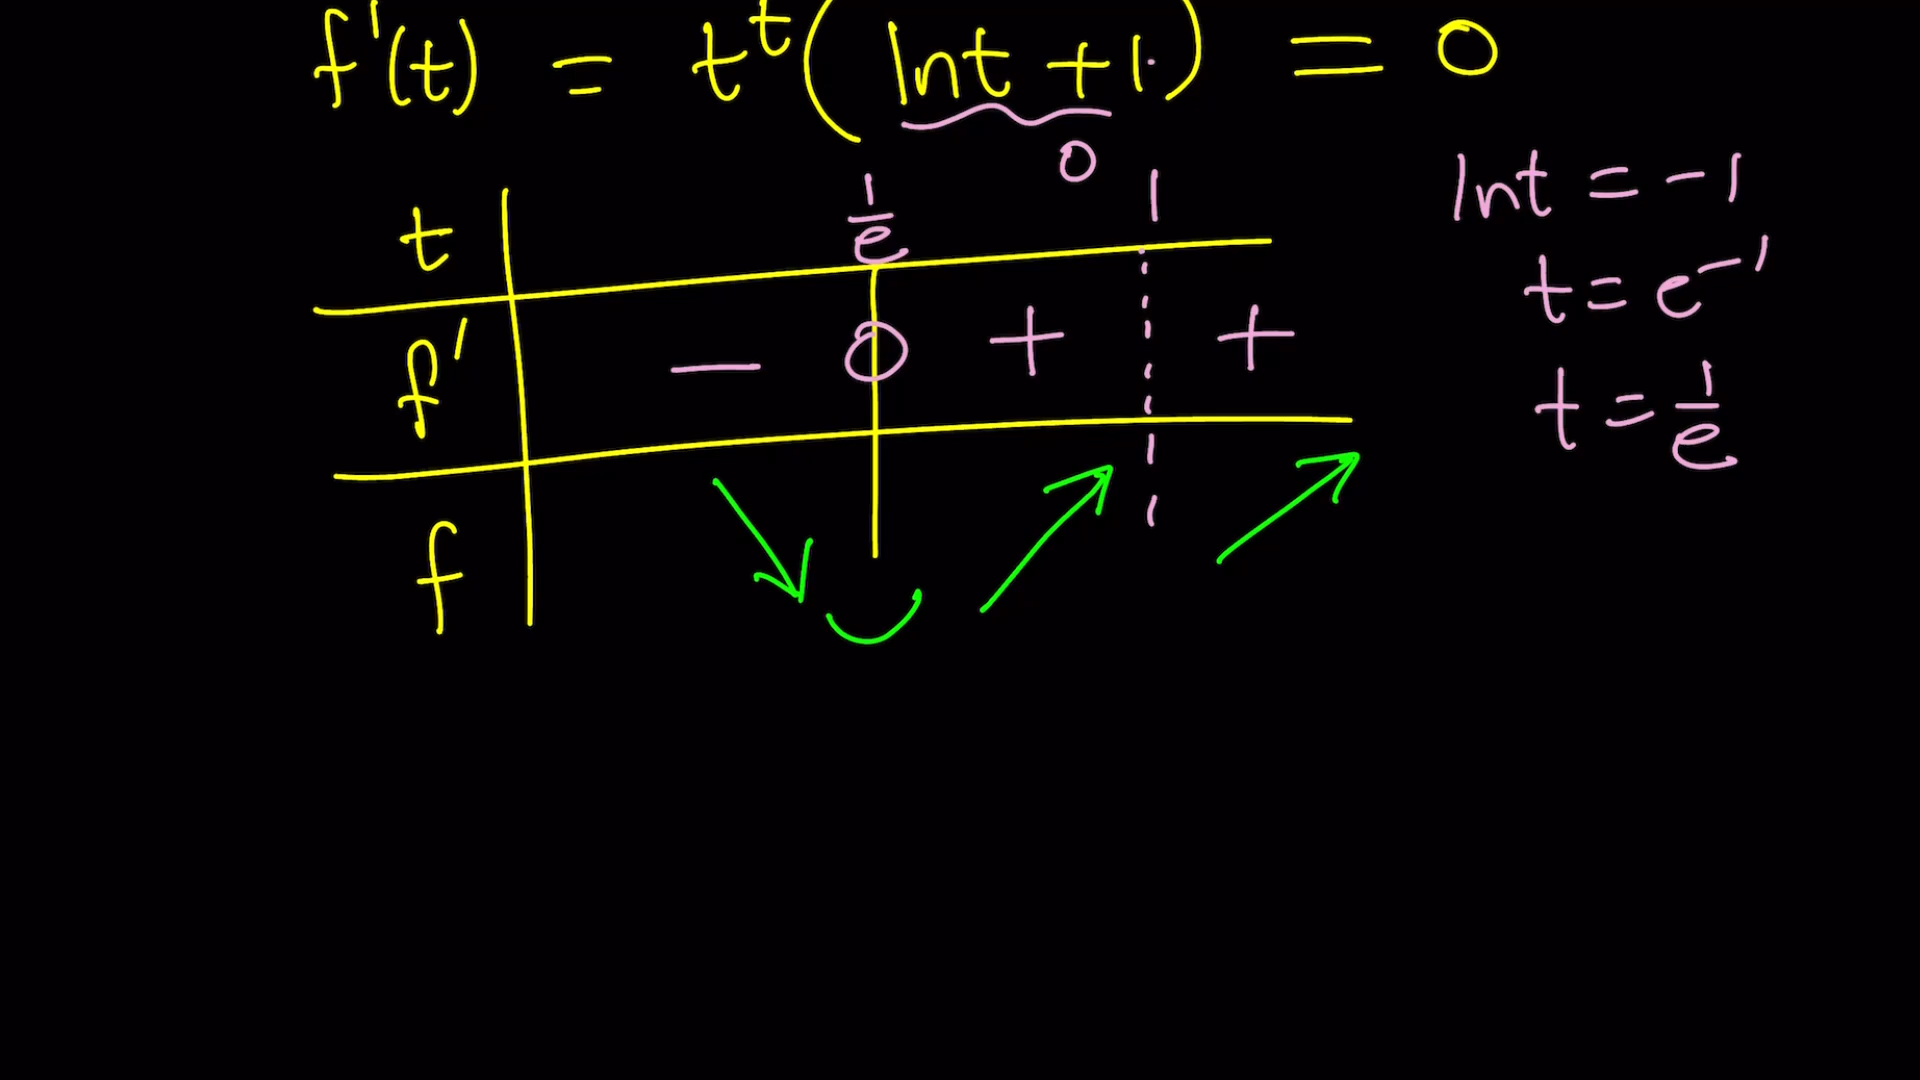 f'(t) = t^t(ln t + 1) = 0
0
t 1/e 1
f' − 0 + +
f
ln t = −1
t = e^−1
t = 1/e